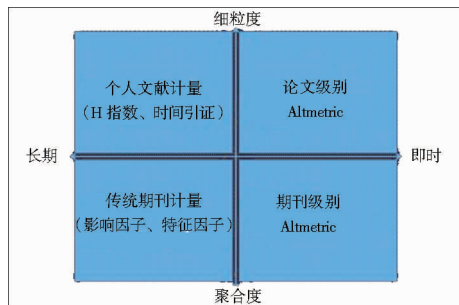 细粒度
个人文献计量
（H 指数、时间引证）
论文级别
Altmetric
长期
即时
传统期刊计量
（影响因子、特征因子）
期刊级别
Altmetric
聚合度